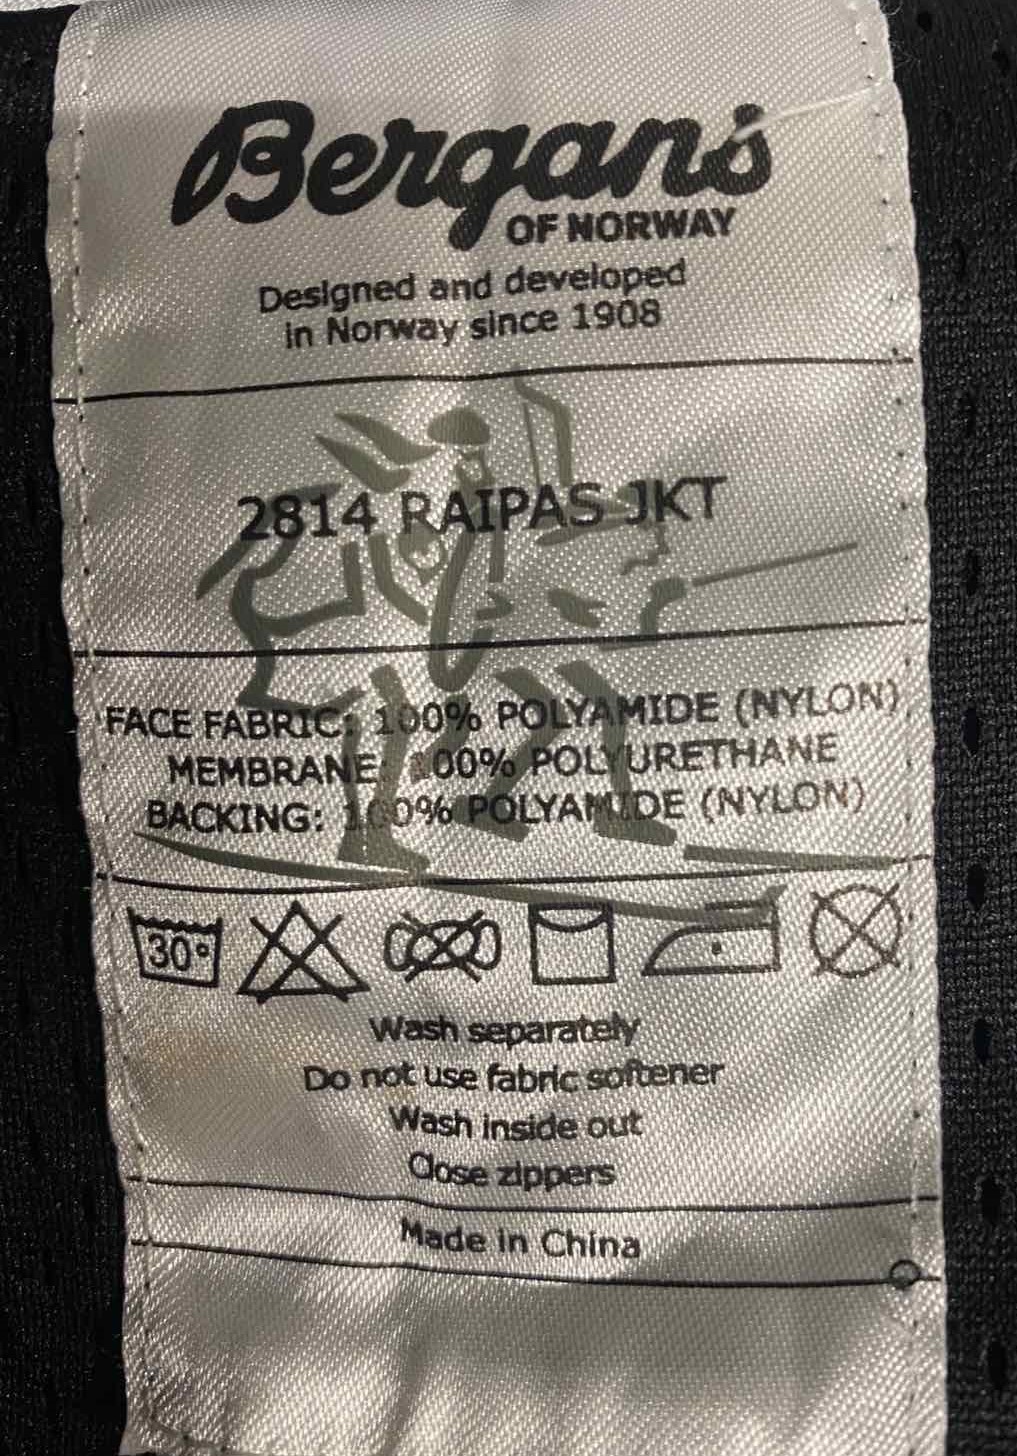 Bergans
OF NORWAY
Designed and developed
in Norway since 1908
2814 RAIPAS JKT
FACE FABRIC: 100% POLYAMIDE (NYLON)
MEMBRANE: 100% POLYURETHANE
BACKING: 100% POLYAMIDE (NYLON)
30°
Wash separately
Do not use fabric softener
Wash inside out
Close zippers
Made in China